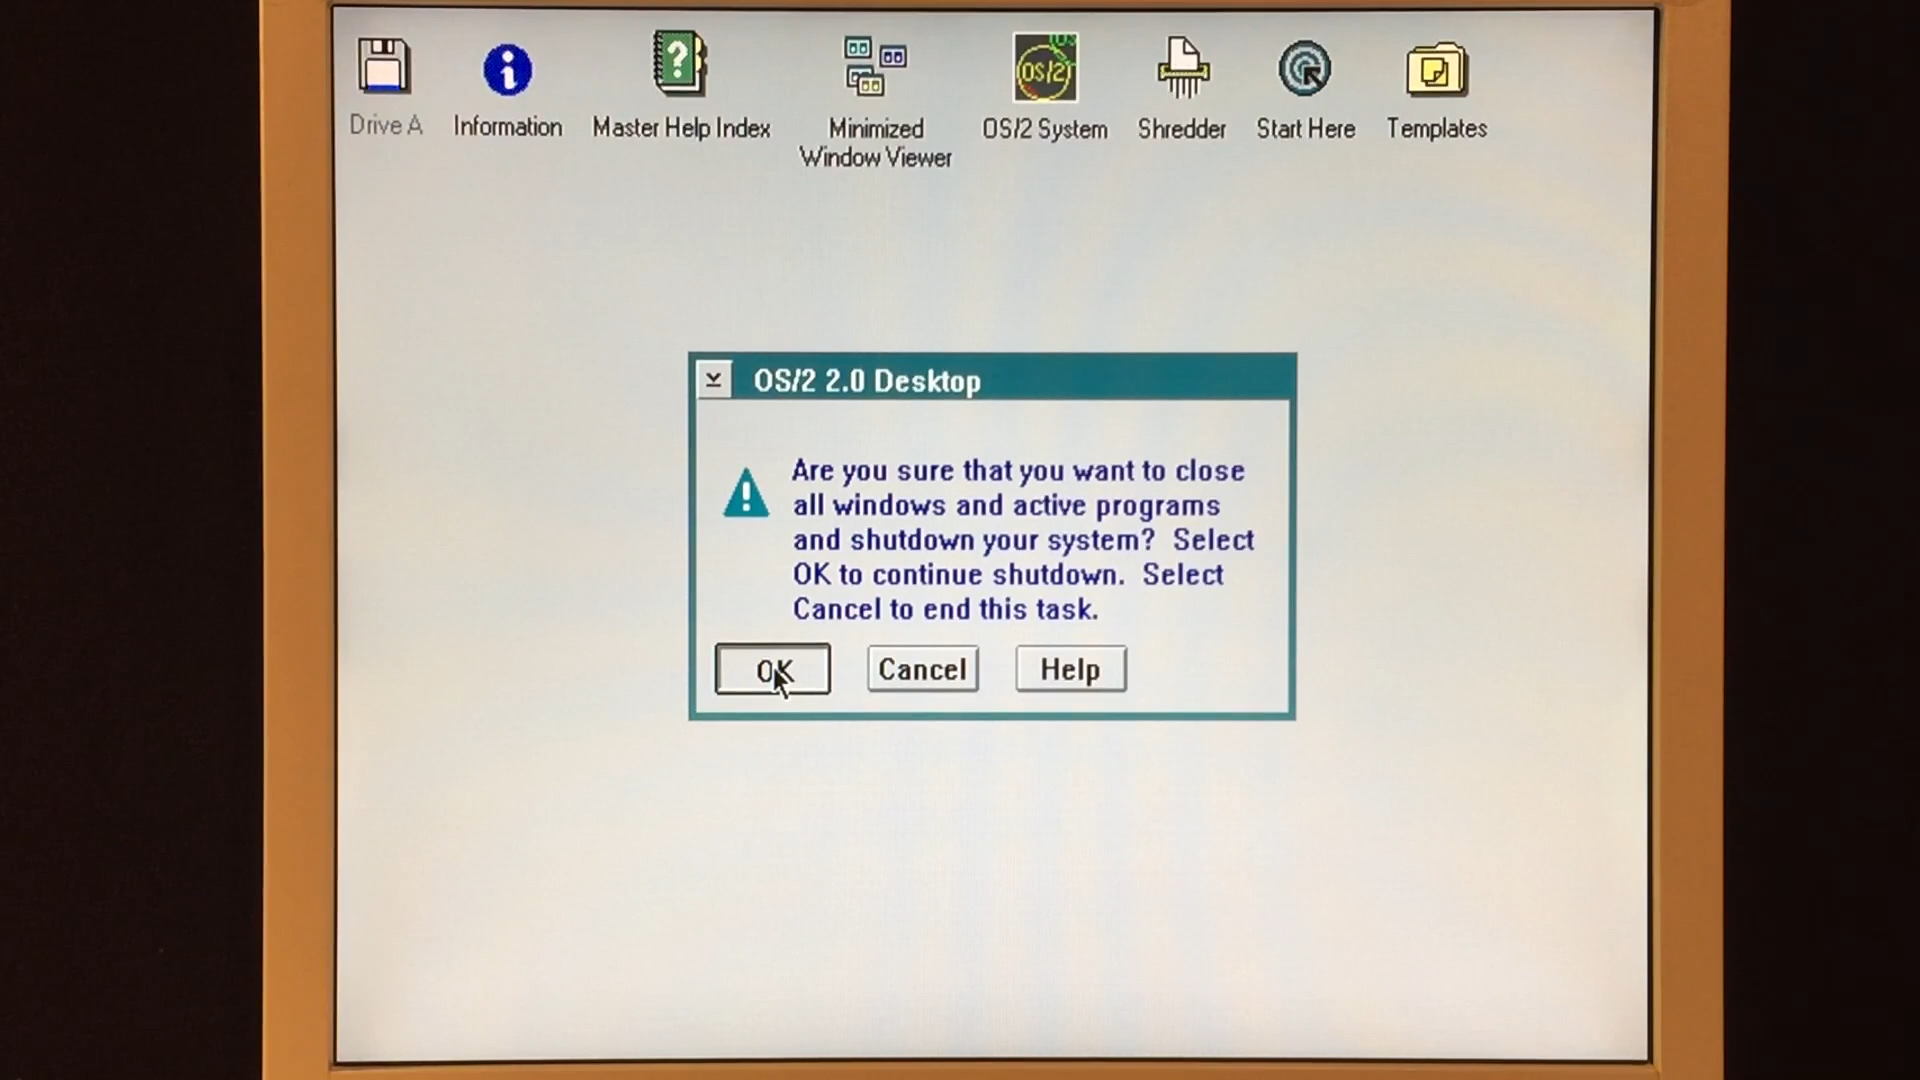 Drive A
Information
Master Help Index
Minimized
Window Viewer
OS/2
OS/2 System
Shredder
Start Here
Templates
OS/2 2.0 Desktop
Are you sure that you want to close
all windows and active programs
and shutdown your system? Select
OK to continue shutdown. Select
Cancel to end this task.
OK
Cancel
Help